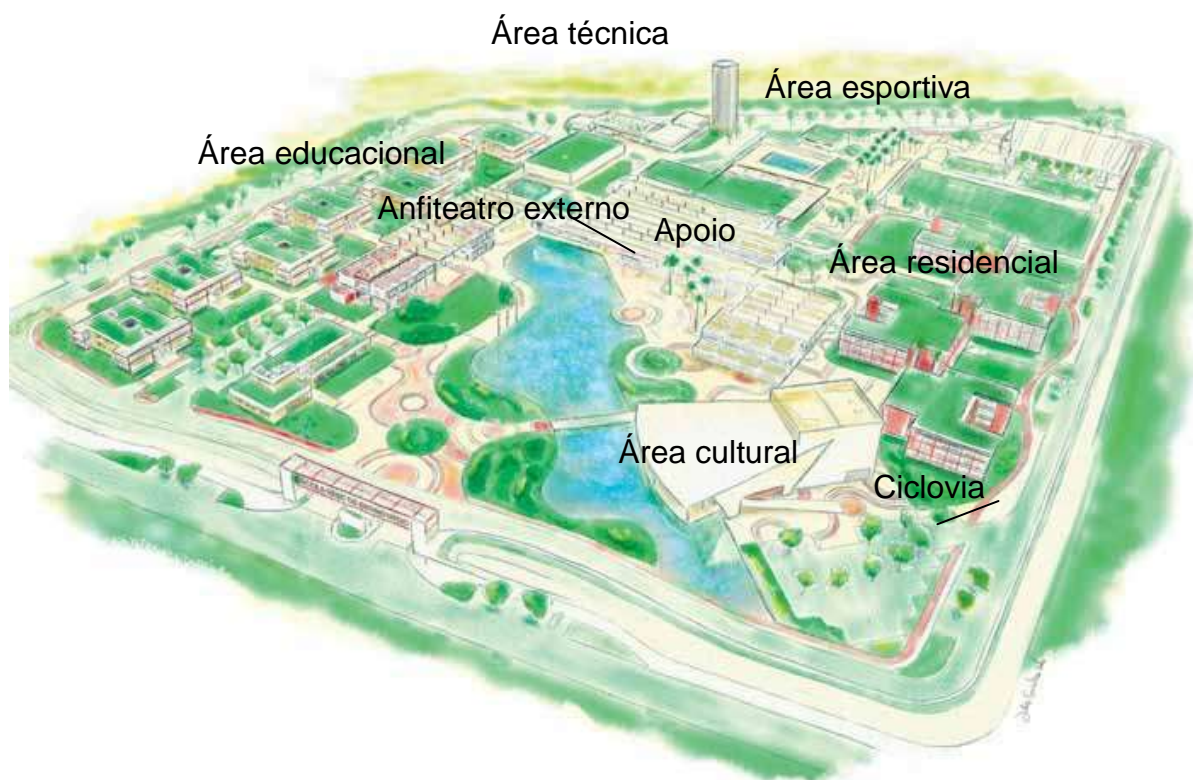 Área técnica
Área esportiva
Área educacional
Anfiteatro externo
Apoio
Área residencial
Área cultural
Ciclovia